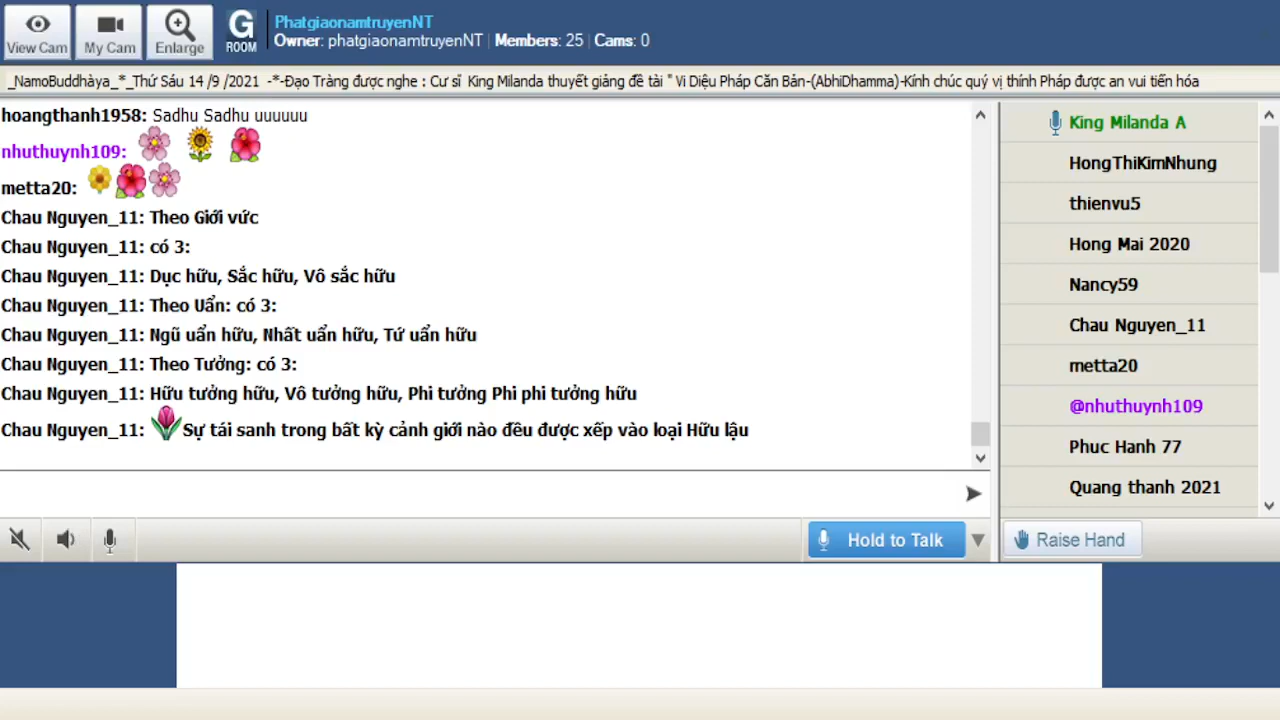 View Cam
My Cam
Enlarge
G
ROOM
PhatgiaonamtruyenNT
Owner: phatgiaonamtruyenNT | Members: 25 | Cams: 0
_NamoBuddhàya_*_Thứ Sáu 14 /9 /2021 -*-Đạo Tràng được nghe : Cư sĩ King Milanda thuyết giảng đề tài " Vi Diệu Pháp Căn Bản-(AbhiDhamma)-Kính chúc quý vị thính Pháp được an vui tiến hóa
hoangthanh1958: Sadhu Sadhu uuuuuu
nhuthuynh109:
metta20:
Chau Nguyen_11: Theo Giới vức
Chau Nguyen_11: có 3:
Chau Nguyen_11: Dục hữu, Sắc hữu, Vô sắc hữu
Chau Nguyen_11: Theo Uẩn: có 3:
Chau Nguyen_11: Ngũ uẩn hữu, Nhất uẩn hữu, Tứ uẩn hữu
Chau Nguyen_11: Theo Tưởng: có 3:
Chau Nguyen_11: Hữu tưởng hữu, Vô tưởng hữu, Phi tưởng Phi phi tưởng hữu
Chau Nguyen_11: Sự tái sanh trong bất kỳ cảnh giới nào đều được xếp vào loại Hữu lậu
King Milanda A
HongThiKimNhung
thienvu5
Hong Mai 2020
Nancy59
Chau Nguyen_11
metta20
@nhuthuynh109
Phuc Hanh 77
Quang thanh 2021
Hold to Talk
Raise Hand